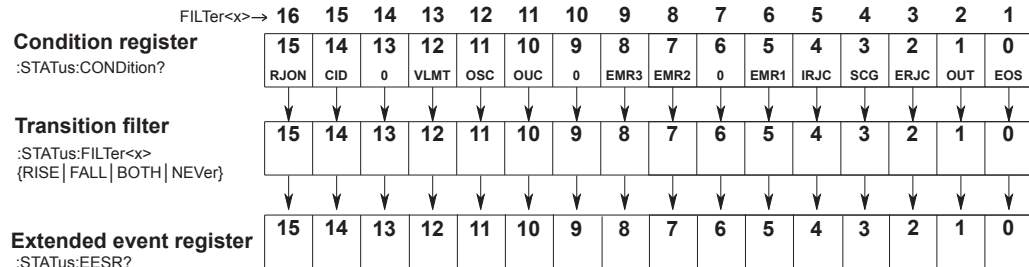 FILTer<x>→ 16 15 14 13 12 11 10 9 8 7 6 5 4 3 2 1
Condition register
:STATus:CONDition?
15 14 13 12 11 10 9 8 7 6 5 4 3 2 1 0
RJON CID 0 VLMT OSC OUC 0 EMR3 EMR2 0 EMR1 IRJC SCG ERJC OUT EOS
Transition filter
:STATus:FILTer<x>
{RISE|FALL|BOTH|NEVer}
15 14 13 12 11 10 9 8 7 6 5 4 3 2 1 0
Extended event register
:STATus:EESR?
15 14 13 12 11 10 9 8 7 6 5 4 3 2 1 0